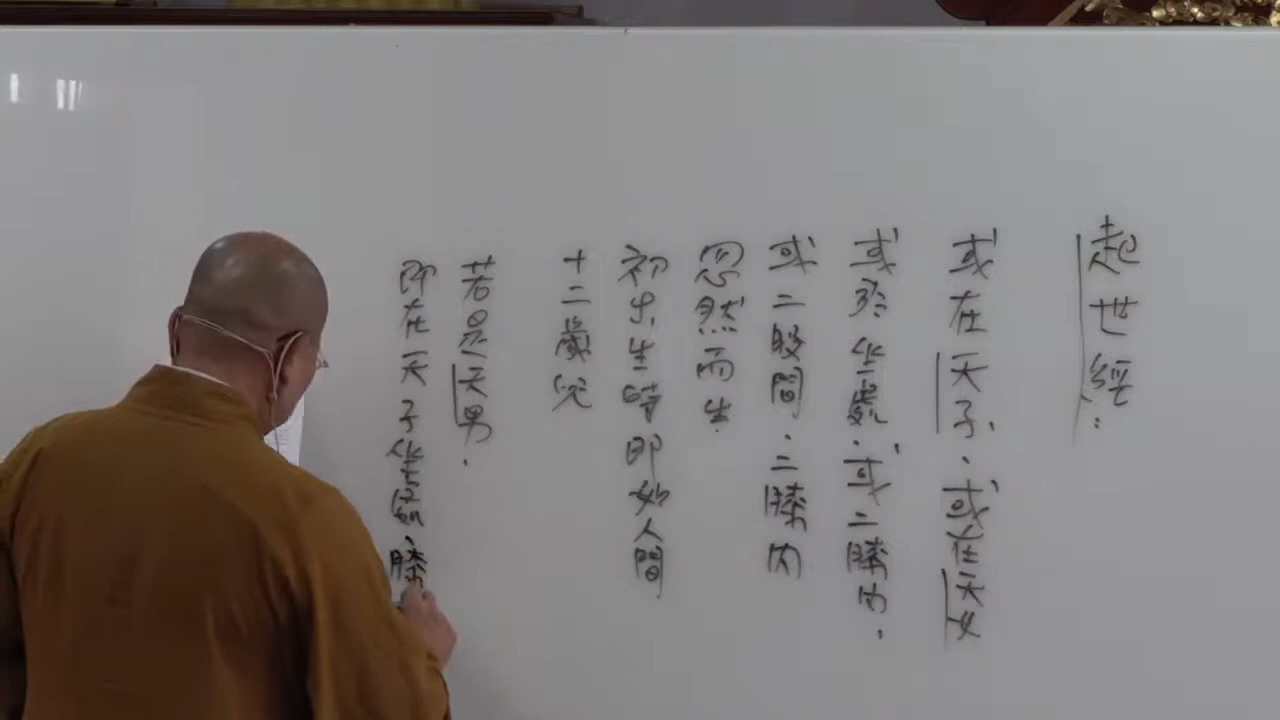 起世經：
或在天子、或在天女
或於坐處．或二膝內．
或二股間．二膝內
忽然而生．
初出生時即妙人間．
十二歲兒
若是天男．
即在天子坐處、膝